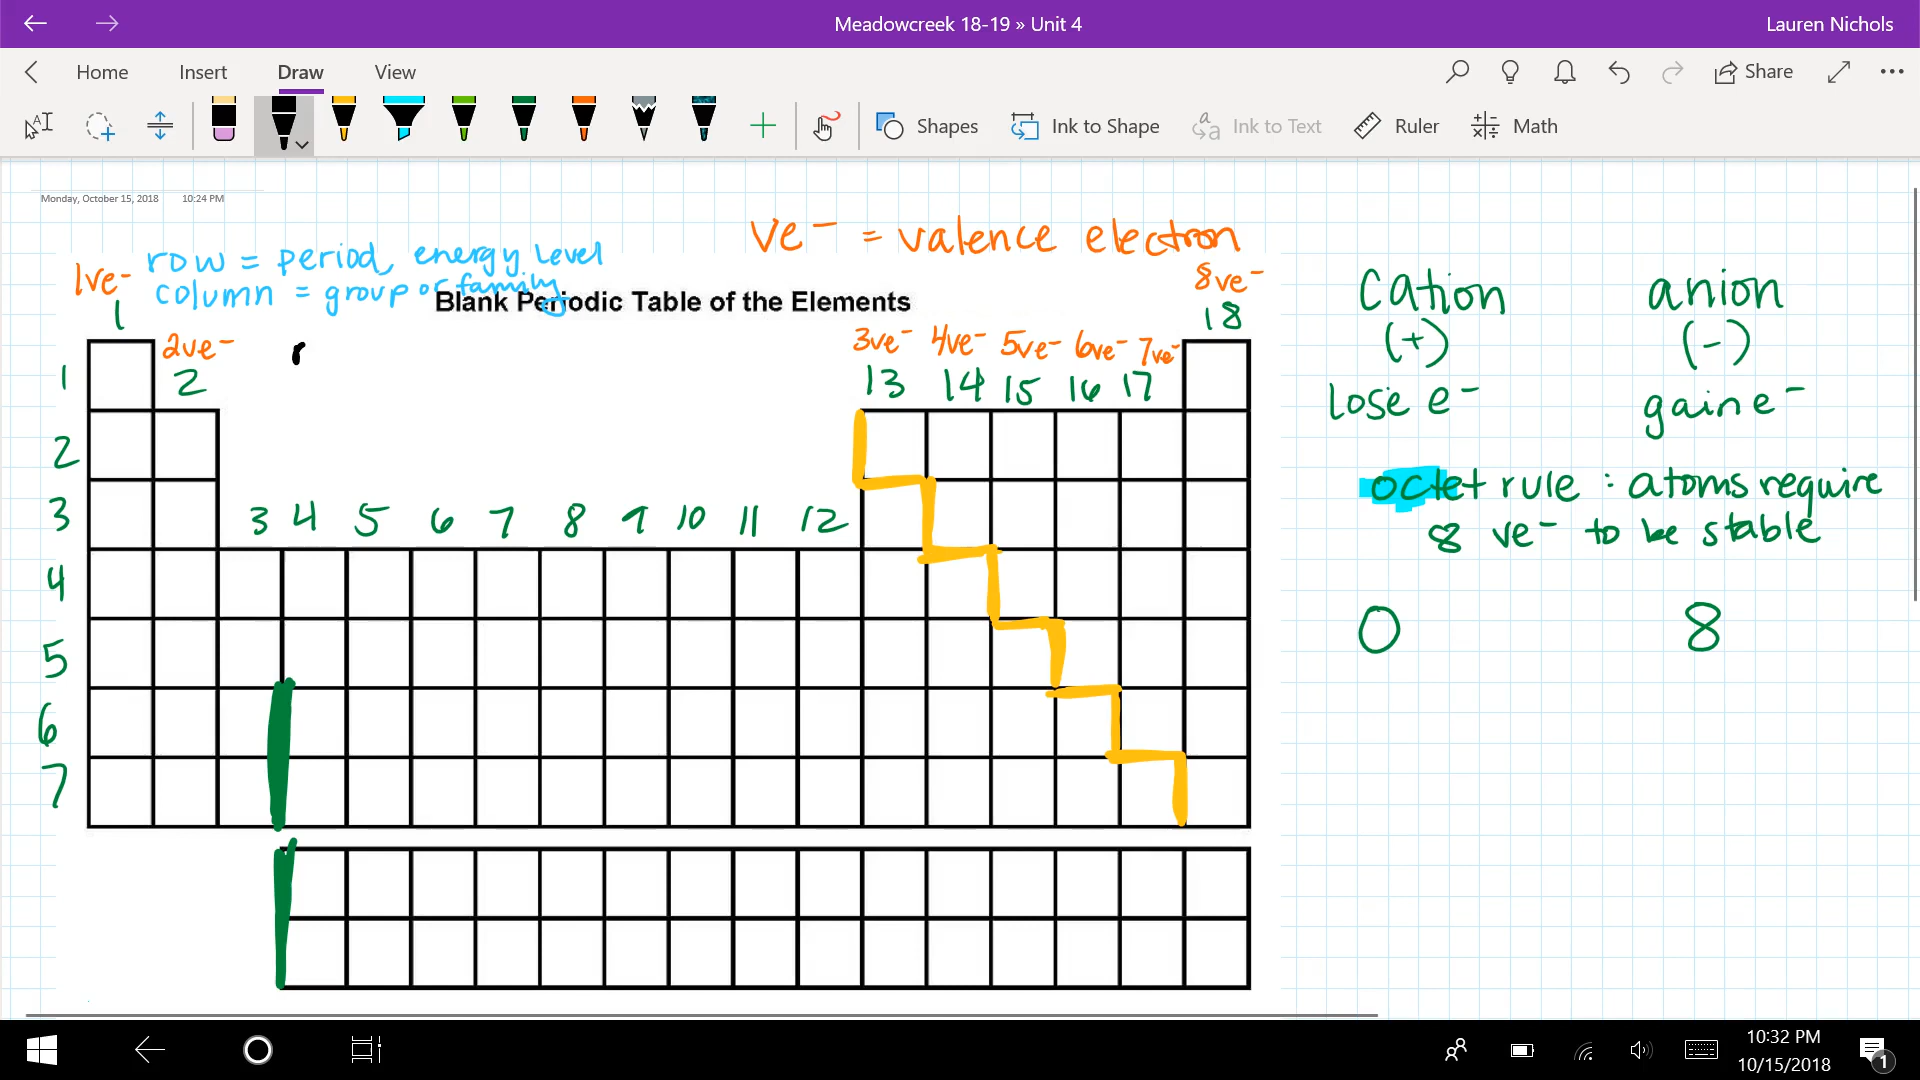 Meadowcreek 18-19 » Unit 4
Lauren Nichols
Home Insert Draw View
Share
Shapes Ink to Shape Ink to Text Ruler Math
Monday, October 15, 2018 10:24 PM
ve⁻ = valence electron
row = period, energy level
column = group or family
Blank Periodic Table of the Elements
1ve⁻
1
2ve⁻
2
3ve⁻ 4ve⁻ 5ve⁻ 6ve⁻ 7ve⁻
13 14 15 16 17
8ve⁻
18
3 4 5 6 7 8 9 10 11 12
1
2
3
4
5
6
7
Cation
(+)
lose e⁻
anion
(-)
gain e⁻
octet rule : atoms require
8 ve⁻ to be stable
0 8
10:32 PM
10/15/2018
1